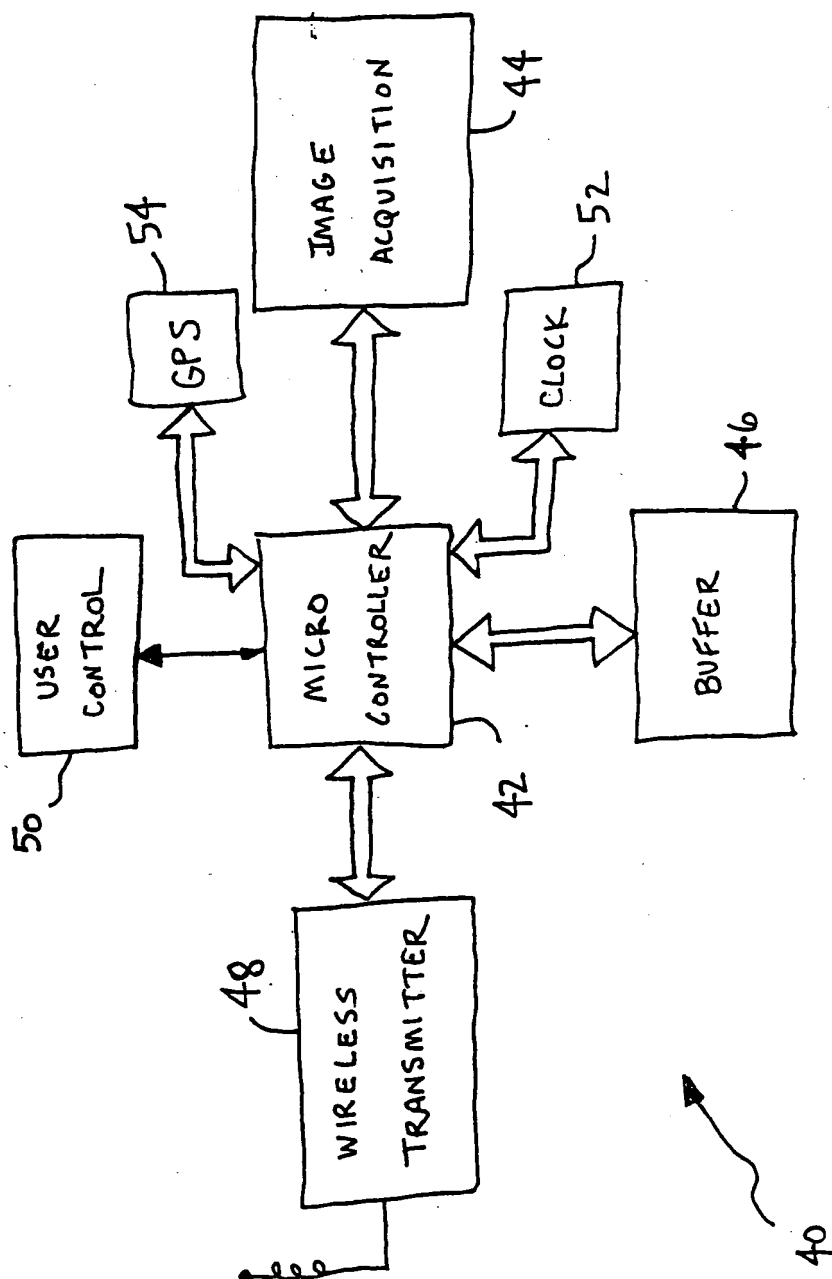 50
USER
CONTROL
54
GPS
48
WIRELESS
TRANSMITTER
MICRO
CONTROLLER
42
IMAGE
ACQUISITION
44
CLOCK
52
BUFFER
46
40